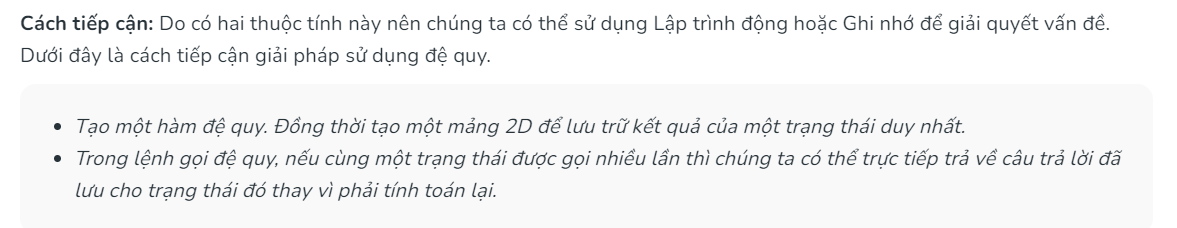 Cách tiếp cận: Do có hai thuộc tính này nên chúng ta có thể sử dụng Lập trình động hoặc Ghi nhớ để giải quyết vấn đề.
Dưới đây là cách tiếp cận giải pháp sử dụng đệ quy.
• Tạo một hàm đệ quy. Đồng thời tạo một mảng 2D để lưu trữ kết quả của một trạng thái duy nhất.
• Trong lệnh gọi đệ quy, nếu cùng một trạng thái được gọi nhiều lần thì chúng ta có thể trực tiếp trả về câu trả lời đã
lưu cho trạng thái đó thay vì phải tính toán lại.